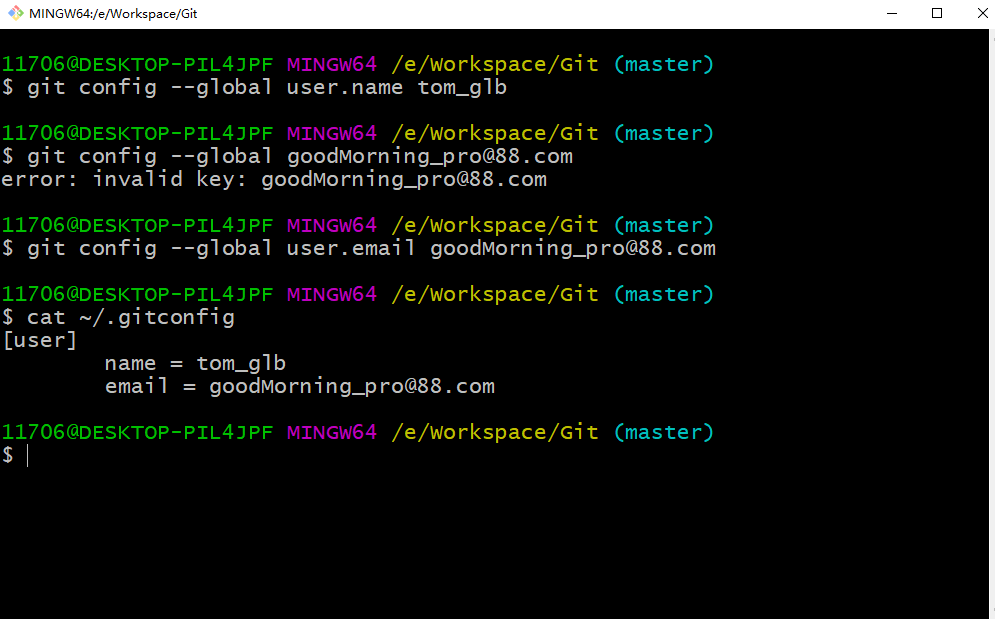 MINGW64:/e/Workspace/Git
11706@DESKTOP-PIL4JPF MINGW64 /e/Workspace/Git (master)
$ git config --global user.name tom_glb
11706@DESKTOP-PIL4JPF MINGW64 /e/Workspace/Git (master)
$ git config --global goodMorning_pro@88.com
error: invalid key: goodMorning_pro@88.com
11706@DESKTOP-PIL4JPF MINGW64 /e/Workspace/Git (master)
$ git config --global user.email goodMorning_pro@88.com
11706@DESKTOP-PIL4JPF MINGW64 /e/Workspace/Git (master)
$ cat ~/.gitconfig
[user]
        name = tom_glb
        email = goodMorning_pro@88.com
11706@DESKTOP-PIL4JPF MINGW64 /e/Workspace/Git (master)
$